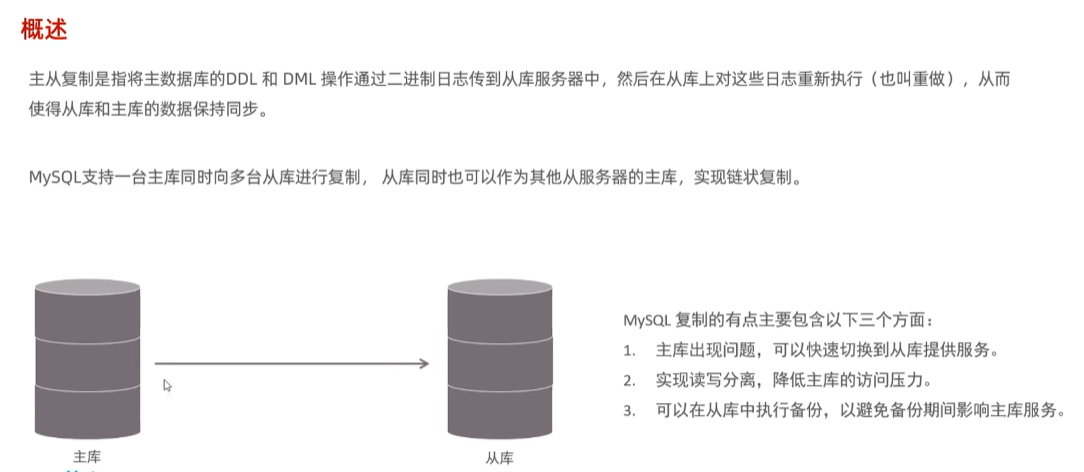 概述
主从复制是指将主数据库的DDL 和 DML 操作通过二进制日志传到从库服务器中，然后在从库上对这些日志重新执行（也叫重做），从而
使得从库和主库的数据保持同步。
MySQL支持一台主库同时向多台从库进行复制， 从库同时也可以作为其他从服务器的主库，实现链状复制。
MySQL 复制的有点主要包含以下三个方面：
1. 主库出现问题，可以快速切换到从库提供服务。
2. 实现读写分离，降低主库的访问压力。
3. 可以在从库中执行备份，以避免备份期间影响主库服务。
主库
从库